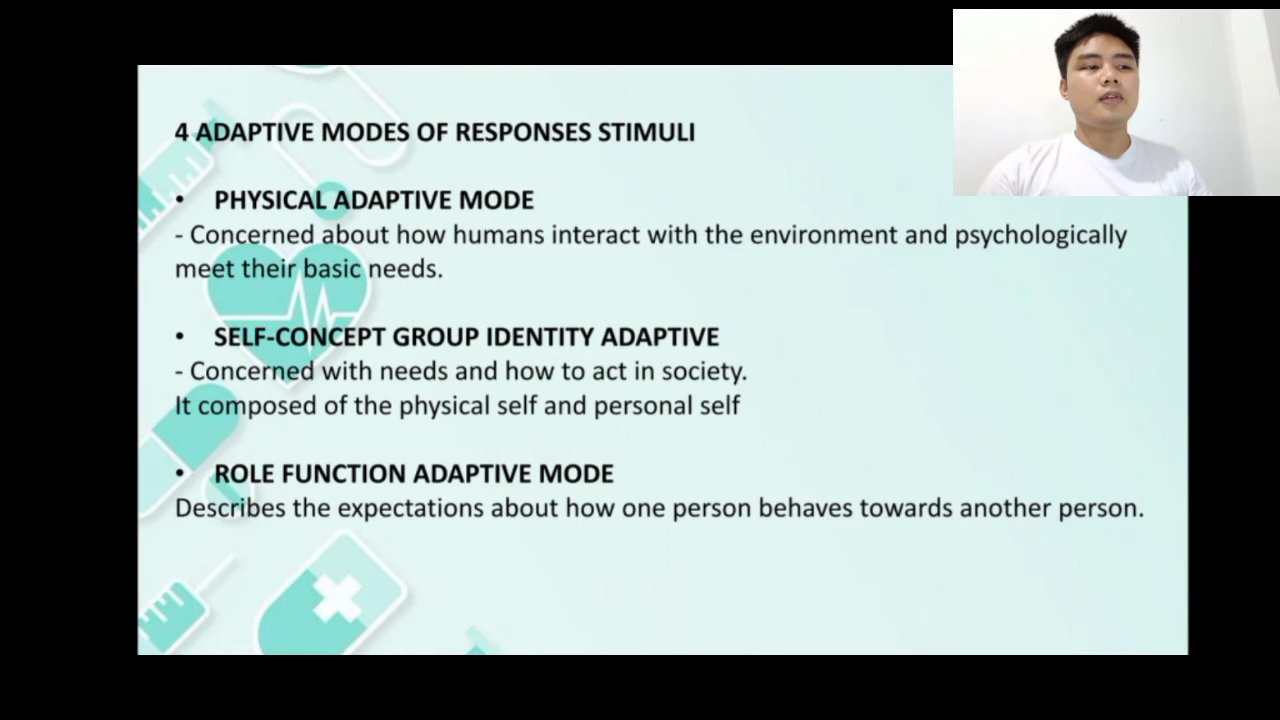 4 ADAPTIVE MODES OF RESPONSES STIMULI
• PHYSICAL ADAPTIVE MODE
- Concerned about how humans interact with the environment and psychologically
meet their basic needs.
• SELF-CONCEPT GROUP IDENTITY ADAPTIVE
- Concerned with needs and how to act in society.
It composed of the physical self and personal self
• ROLE FUNCTION ADAPTIVE MODE
Describes the expectations about how one person behaves towards another person.